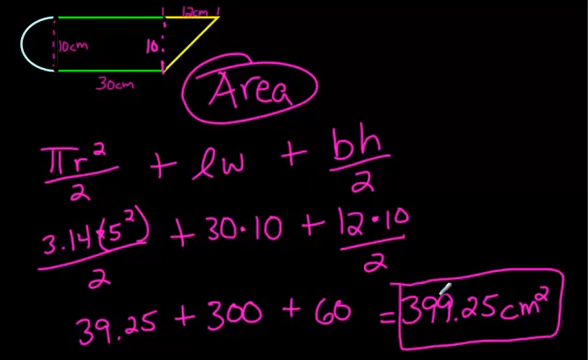 12cm
10cm 10
30cm
Area
πr²/2 + lw + bh/2
3.14(5²)/2 + 30·10 + 12·10/2
39.25 + 300 + 60 = 399.25cm²